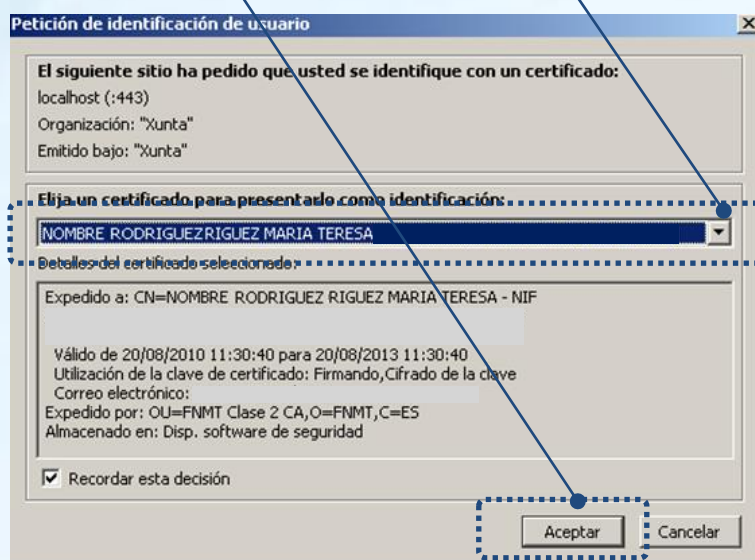 Petición de identificación de usuario
El siguiente sitio ha pedido que usted se identifique con un certificado:
localhost (:443)
Organización: "Xunta"
Emitido bajo: "Xunta"
Elija un certificado para presentarlo como identificación:
NOMBRE RODRIGUEZRIGUEZ MARIA TERESA
Detalles del certificado seleccionado:
Expedido a: CN=NOMBRE RODRIGUEZ RIGUEZ MARIA TERESA - NIF
Válido de 20/08/2010 11:30:40 para 20/08/2013 11:30:40
Utilización de la clave de certificado: Firmando,Cifrado de la clave
Correo electrónico:
Expedido por: OU=FNMT Clase 2 CA,O=FNMT,C=ES
Almacenado en: Disp. software de seguridad
Recordar esta decisión
Aceptar Cancelar